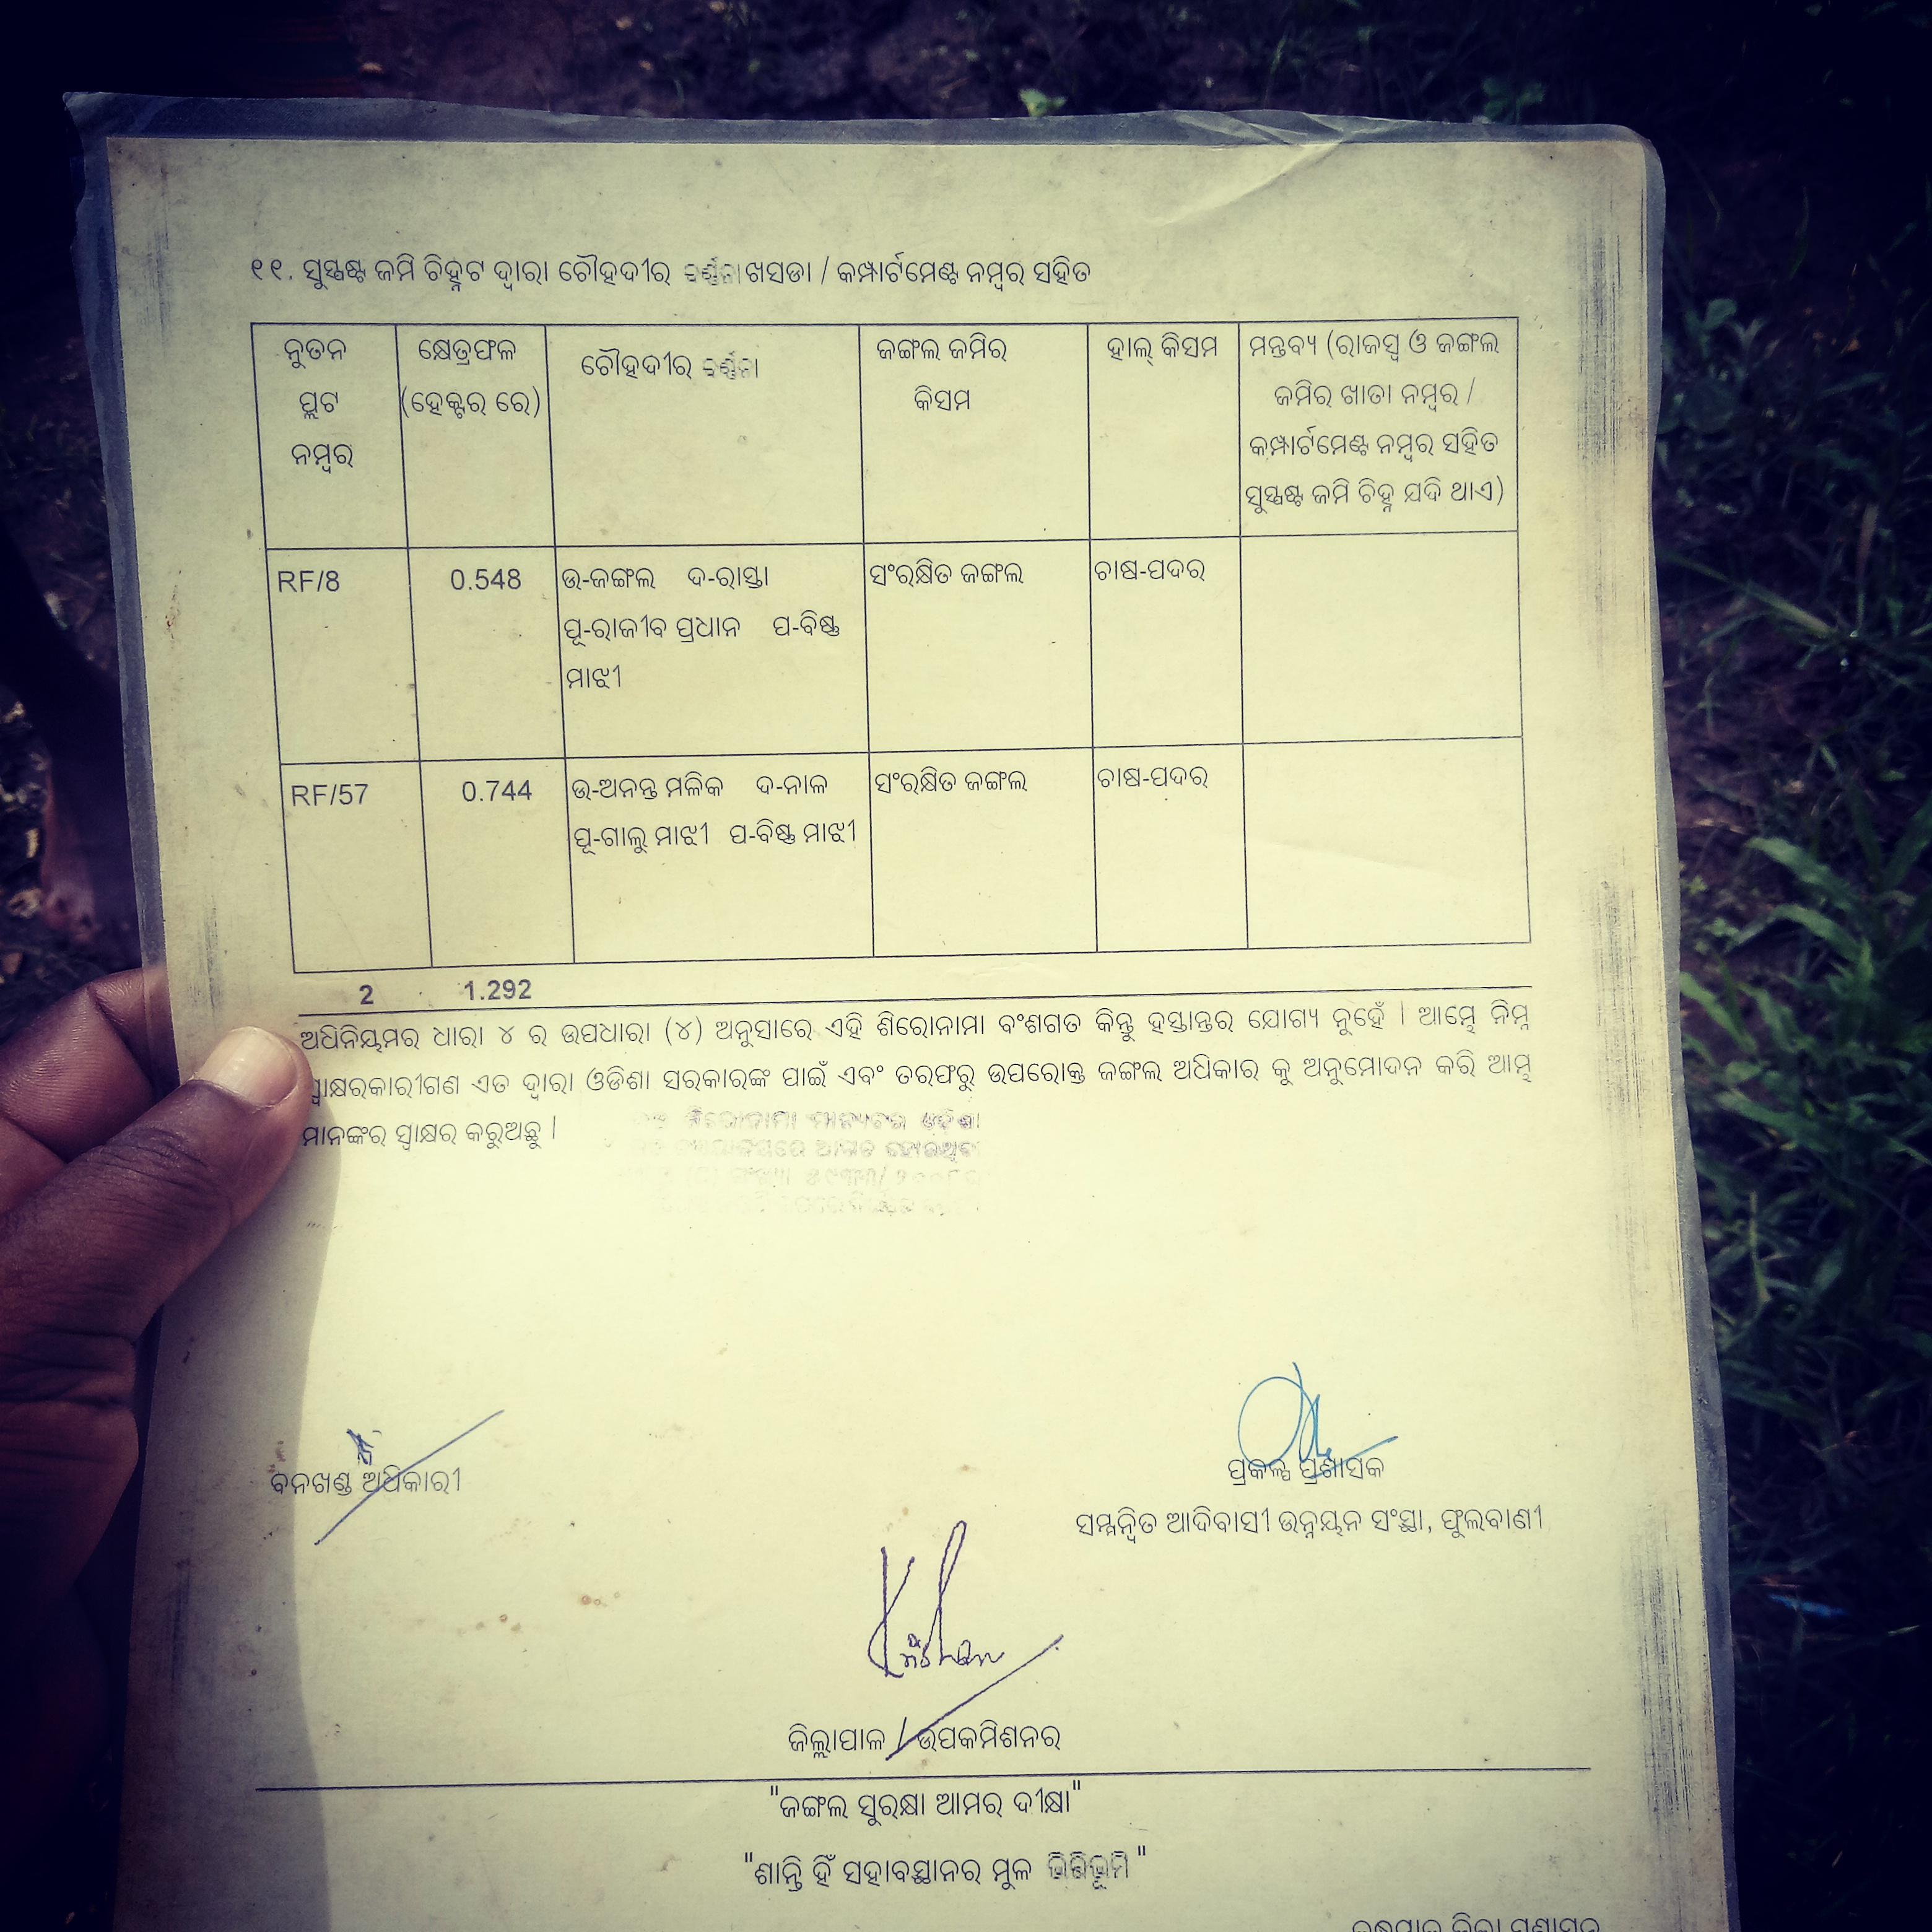 ୧୧. ସୁସ୍ପଷ୍ଟ ଜମି ଚିହ୍ନଟ ଦ୍ୱାରା ଚୌହଦୀର ବର୍ଣ୍ଣନା ଖସଡା / କମ୍ପାର୍ଟମେଣ୍ଟ ନମ୍ବର ସହିତ
ନୁତନ ପ୍ଲଟ ନମ୍ବର
କ୍ଷେତ୍ରଫଳ (ହେକ୍ଟର ରେ)
ଚୌହଦୀର ବର୍ଣ୍ଣନା
ଜଙ୍ଗଲ ଜମିର କିସମ
ହାଲ୍ କିସମ
ମନ୍ତବ୍ୟ (ରାଜସ୍ୱ ଓ ଜଙ୍ଗଲ
ଜମିର ଖାତା ନମ୍ବର /
କମ୍ପାର୍ଟମେଣ୍ଟ ନମ୍ବର ସହିତ
ସୁସ୍ପଷ୍ଟ ଜମି ଚିହ୍ନ ଯଦି ଥାଏ)
RF/8 0.548 ଉ-ଜଙ୍ଗଲ ଦ-ରାସ୍ତା ସଂରକ୍ଷିତ ଜଙ୍ଗଲ ଚାଷ-ପଦର
ପୂ-ରାଜୀବ ପ୍ରଧାନ ପ-ବିଷ୍ଣୁ
ମାଝୀ
RF/57 0.744 ଉ-ଅନନ୍ତ ମଳିକ ଦ-ନାଳ ସଂରକ୍ଷିତ ଜଙ୍ଗଲ ଚାଷ-ପଦର
ପୂ-ଗାଲୁ ମାଝୀ ପ-ବିଷ୍ଣୁ ମାଝୀ
2 1.292
ଅଧିନିୟମର ଧାରା ୪ ର ଉପଧାରା (୪) ଅନୁସାରେ ଏହି ଶିରୋନାମା ବଂଶଗତ କିନ୍ତୁ ହସ୍ତାନ୍ତର ଯୋଗ୍ୟ ନୁହେଁ । ଆମ୍ଭେ ନିମ୍ନ
ସ୍ୱାକ୍ଷରକାରୀଗଣ ଏତ ଦ୍ୱାରା ଓଡିଶା ସରକାରଙ୍କ ପାଇଁ ଏବଂ ତରଫରୁ ଉପରୋକ୍ତ ଜଙ୍ଗଲ ଅଧିକାର କୁ ଅନୁମୋଦନ କରି ଆମ୍ଭ
ମାନଙ୍କର ସ୍ୱାକ୍ଷର କରୁଅଛୁ ।
ବନଖଣ୍ଡ ଅଧିକାରୀ
ପ୍ରକଳ୍ପ ପ୍ରଶାସକ
ସମ୍ମନ୍ୱିତ ଆଦିବାସୀ ଉନ୍ନୟନ ସଂସ୍ଥା, ଫୁଲବାଣୀ
ଜିଲ୍ଲାପାଳ / ଉପକମିଶନର
"ଜଙ୍ଗଲ ସୁରକ୍ଷା ଆମର ଦୀକ୍ଷା"
"ଶାନ୍ତି ହିଁ ସହାବସ୍ଥାନର ମୁଳ ଭିତ୍ତିଭୂମି"